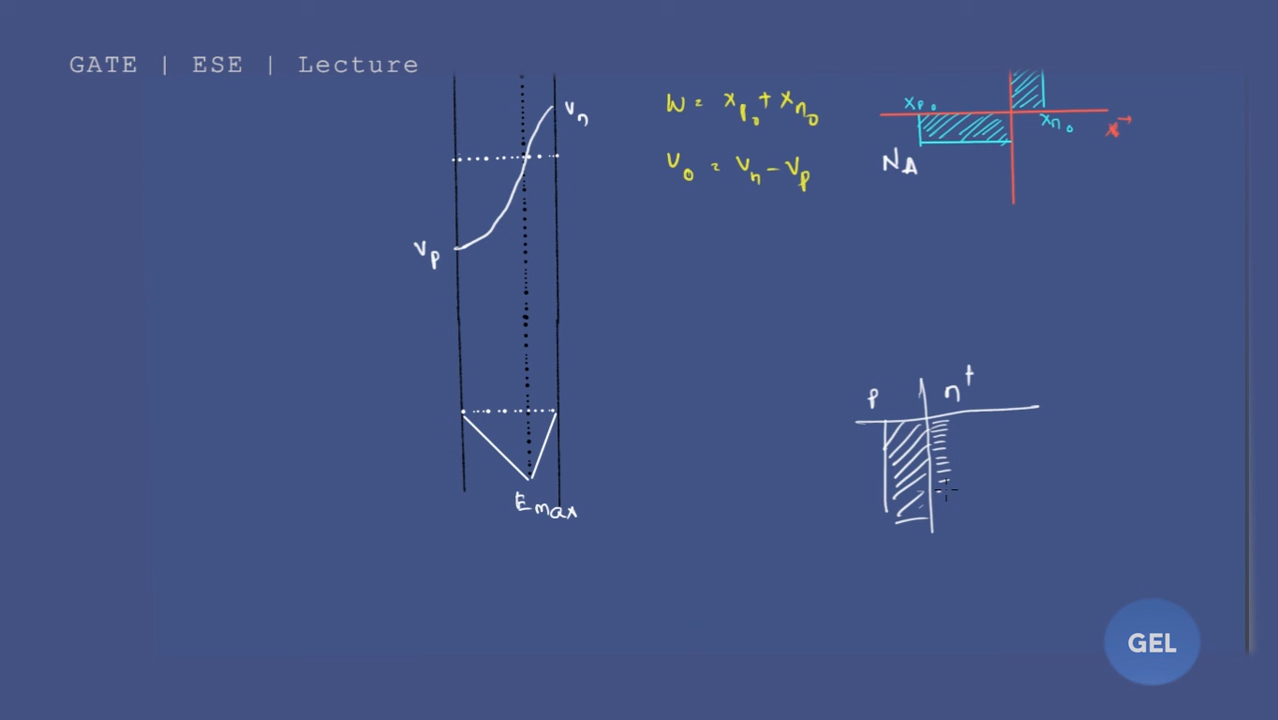 GATE | ESE | Lecture
Vn
Vp
Emax
W = xp0 + xn0
V0 = Vn - Vp
xp0
xn0
x→
NA
P n+
GEL